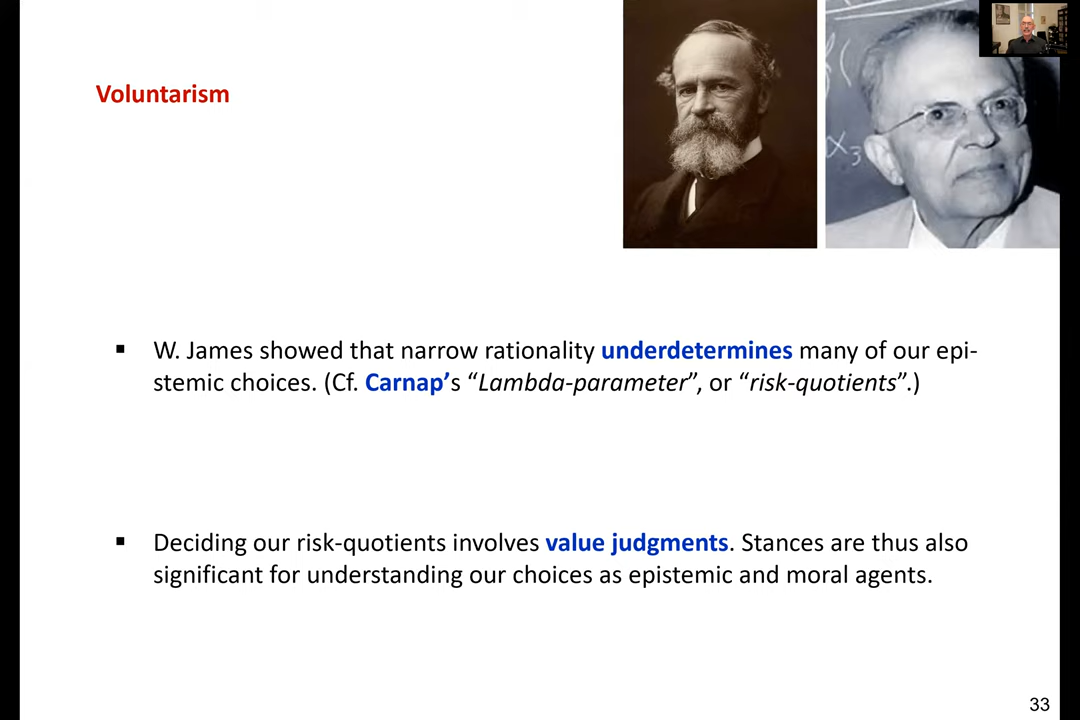 Voluntarism
▪ W. James showed that narrow rationality underdetermines many of our epi-
stemic choices. (Cf. Carnap’s “Lambda-parameter”, or “risk-quotients”.)
▪ Deciding our risk-quotients involves value judgments. Stances are thus also
significant for understanding our choices as epistemic and moral agents.
33